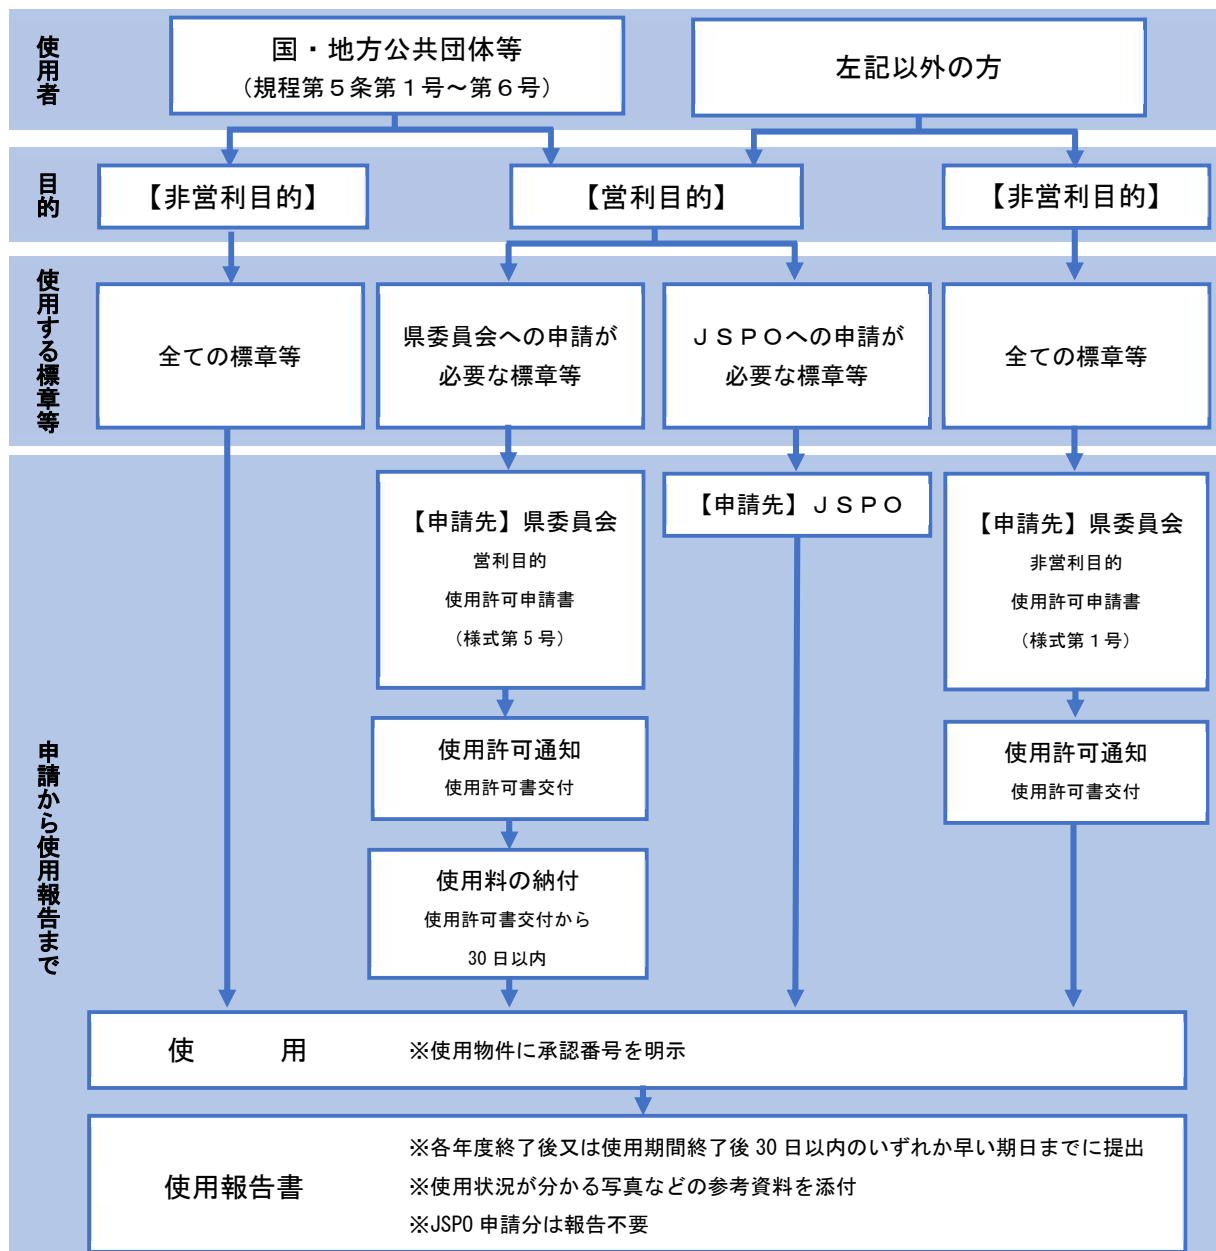 使用者
国・地方公共団体等
（規程第５条第１号～第６号）
左記以外の方
目的
【非営利目的】
【営利目的】
【非営利目的】
使用する標章等
全ての標章等
県委員会への申請が
必要な標章等
ＪＳＰＯへの申請が
必要な標章等
全ての標章等
申請から使用報告まで
【申請先】県委員会
営利目的
使用許可申請書
（様式第５号）
【申請先】ＪＳＰＯ
【申請先】県委員会
非営利目的
使用許可申請書
（様式第１号）
使用許可通知
使用許可書交付
使用許可通知
使用許可書交付
使用料の納付
使用許可書交付から
30日以内
使　　　用　　　※使用物件に承認番号を明示
使用報告書
※各年度終了後又は使用期間終了後30日以内のいずれか早い期日までに提出
※使用状況が分かる写真などの参考資料を添付
※JSPO申請分は報告不要